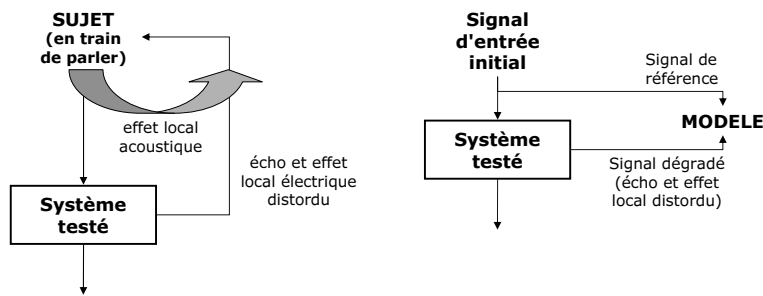 SUJET
(en train
de parler)
effet local
acoustique
écho et effet
local électrique
distordu
Système
testé
Signal
d'entrée
initial
Signal de
référence
MODELE
Système
testé
Signal dégradé
(écho et effet
local distordu)